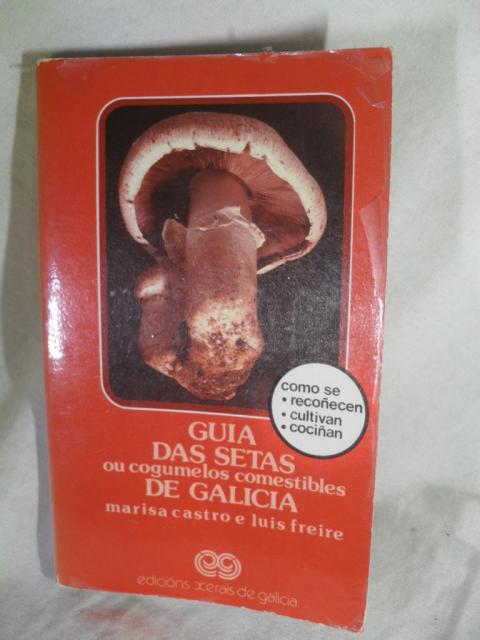 como se
• recoñecen
• cultivan
• cociñan
GUIA
DAS SETAS
ou cogumelos comestibles
DE GALICIA
marisa castro e luis freire
edicións xerais de galicia